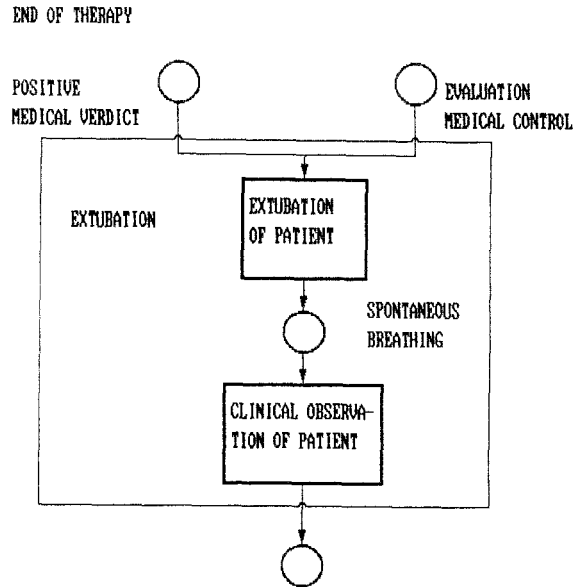 END OF THERAPY
POSITIVE
MEDICAL VERDICT
EVALUATION
MEDICAL CONTROL
EXTUBATION
EXTUBATION
OF PATIENT
SPONTANEOUS
BREATHING
CLINICAL OBSERVA-
TION OF PATIENT